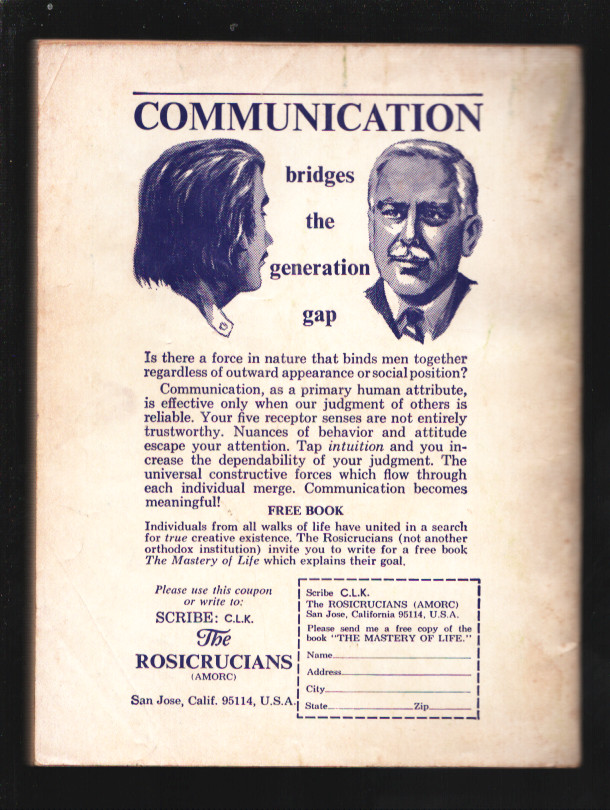 COMMUNICATION
bridges
the
generation
gap
Is there a force in nature that binds men together
regardless of outward appearance or social position?
Communication, as a primary human attribute,
is effective only when our judgment of others is
reliable. Your five receptor senses are not entirely
trustworthy. Nuances of behavior and attitude
escape your attention. Tap intuition and you in-
crease the dependability of your judgment. The
universal constructive forces which flow through
each individual merge. Communication becomes
meaningful!
FREE BOOK
Individuals from all walks of life have united in a search
for true creative existence. The Rosicrucians (not another
orthodox institution) invite you to write for a free book
The Mastery of Life which explains their goal.
Please use this coupon
or write to:
SCRIBE: C.L.K.
The
ROSICRUCIANS
(AMORC)
San Jose, Calif. 95114, U.S.A.
Scribe C.L.K.
The ROSICRUCIANS (AMORC)
San Jose, California 95114, U.S.A.
Please send me a free copy of the
book "THE MASTERY OF LIFE."
Name
Address
City
State Zip